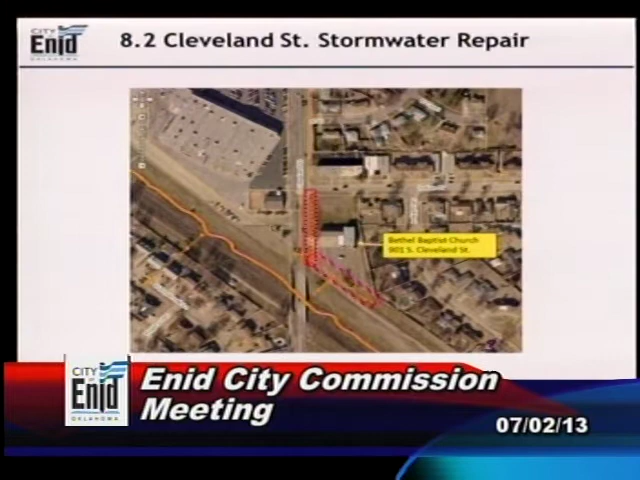 CITY
OF
Enid
OKLAHOMA
8.2 Cleveland St. Stormwater Repair
Bethel Baptist Church
801 S. Cleveland St.
CITY
OF
Enid
OKLAHOMA
Enid City Commission
Meeting
07/02/13